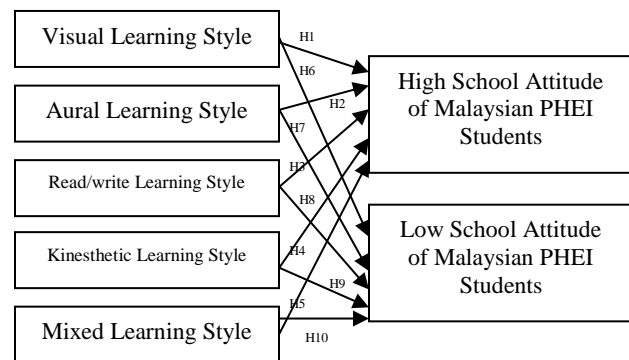 Visual Learning Style
Aural Learning Style
Read/write Learning Style
Kinesthetic Learning Style
Mixed Learning Style
H1
H6
H2
H7
H3
H8
H4
H9
H5
H10
High School Attitude
of Malaysian PHEI
Students
Low School Attitude
of Malaysian PHEI
Students